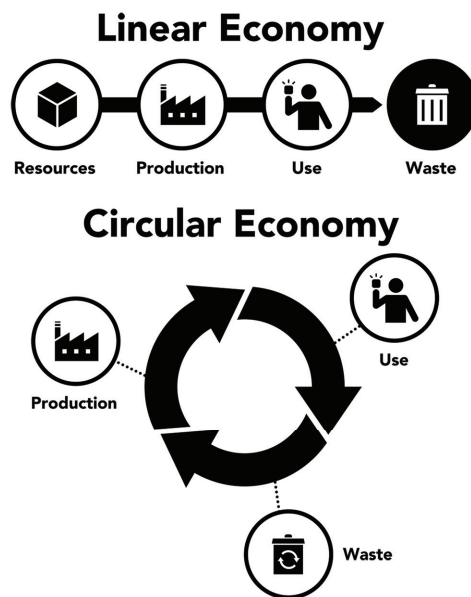 Linear Economy
Resources Production Use Waste
Circular Economy
Use
Production
Waste